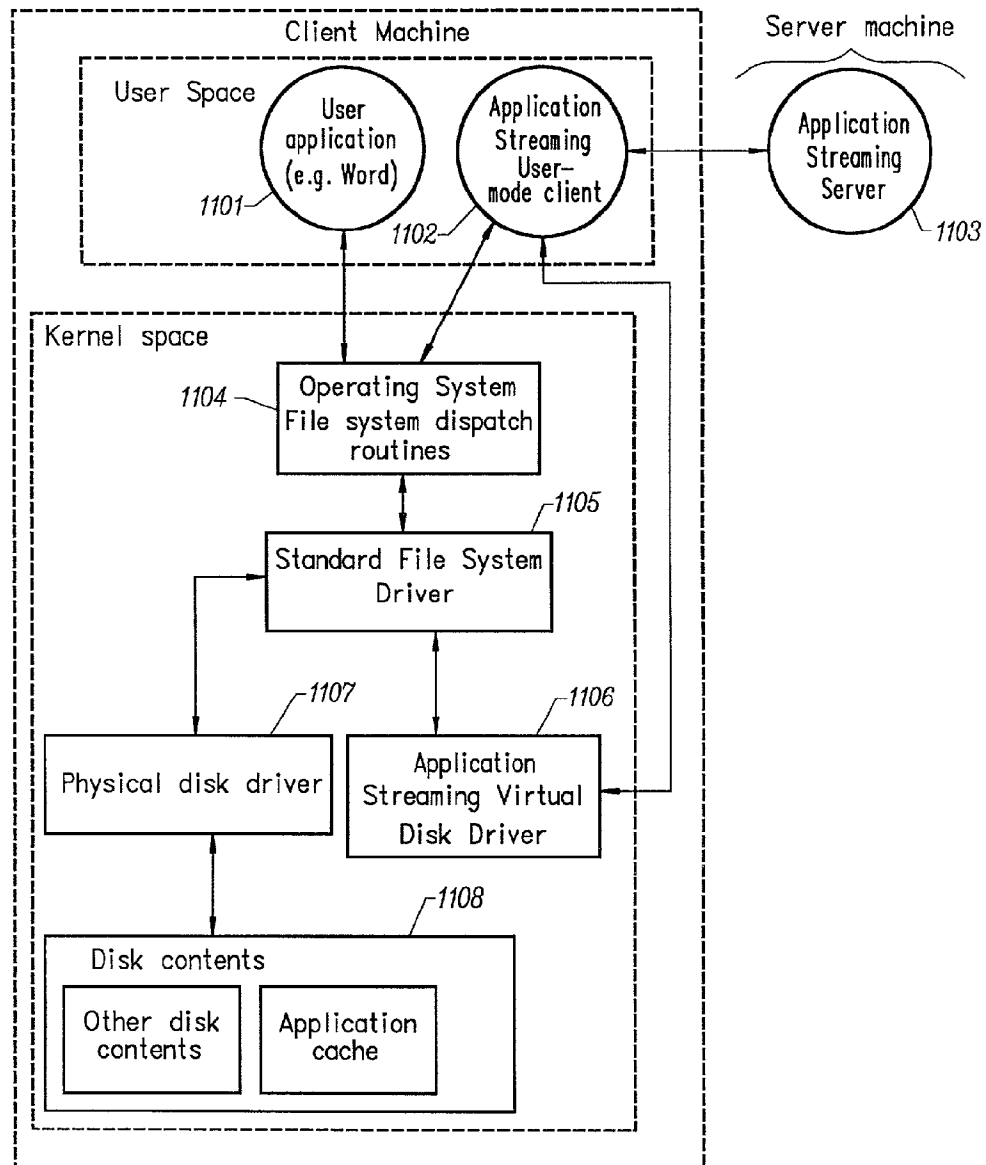 Client Machine
Server machine
User Space
User
application
(e.g. Word)
1101
Application
Streaming
User-
mode client
1102
Application
Streaming
Server
1103
Kernel space
Operating System
File system dispatch
routines
1104
1105
Standard File System
Driver
1107
Physical disk driver
1106
Application
Streaming Virtual
Disk Driver
1108
Disk contents
Other disk
contents
Application
cache